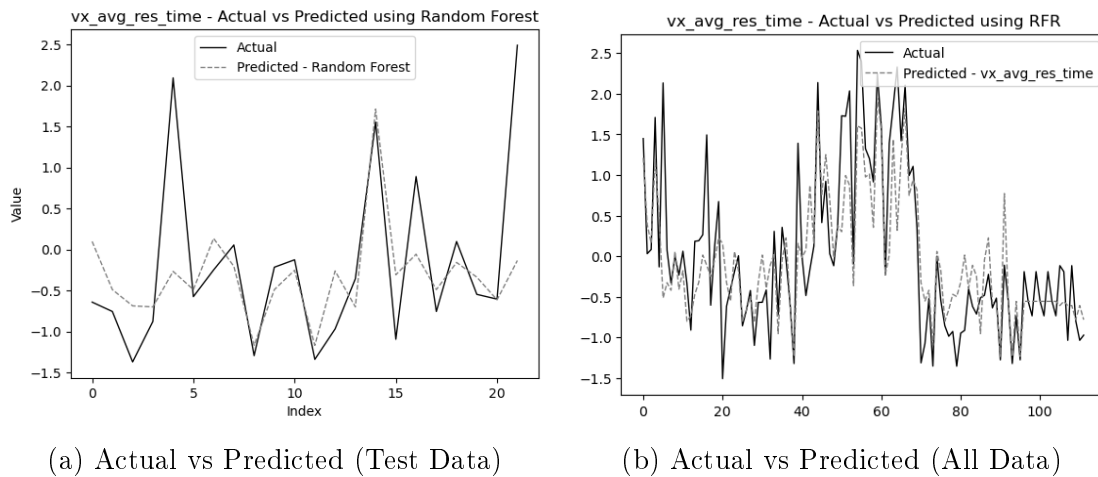 vx_avg_res_time - Actual vs Predicted using Random Forest
Actual
Predicted - Random Forest
2.5
2.0
1.5
1.0
0.5
0.0
−0.5
−1.0
−1.5
Value
0
5
10
15
20
Index
(a) Actual vs Predicted (Test Data)
vx_avg_res_time - Actual vs Predicted using RFR
Actual
Predicted - vx_avg_res_time
2.5
2.0
1.5
1.0
0.5
0.0
−0.5
−1.0
−1.5
0
20
40
60
80
100
(b) Actual vs Predicted (All Data)